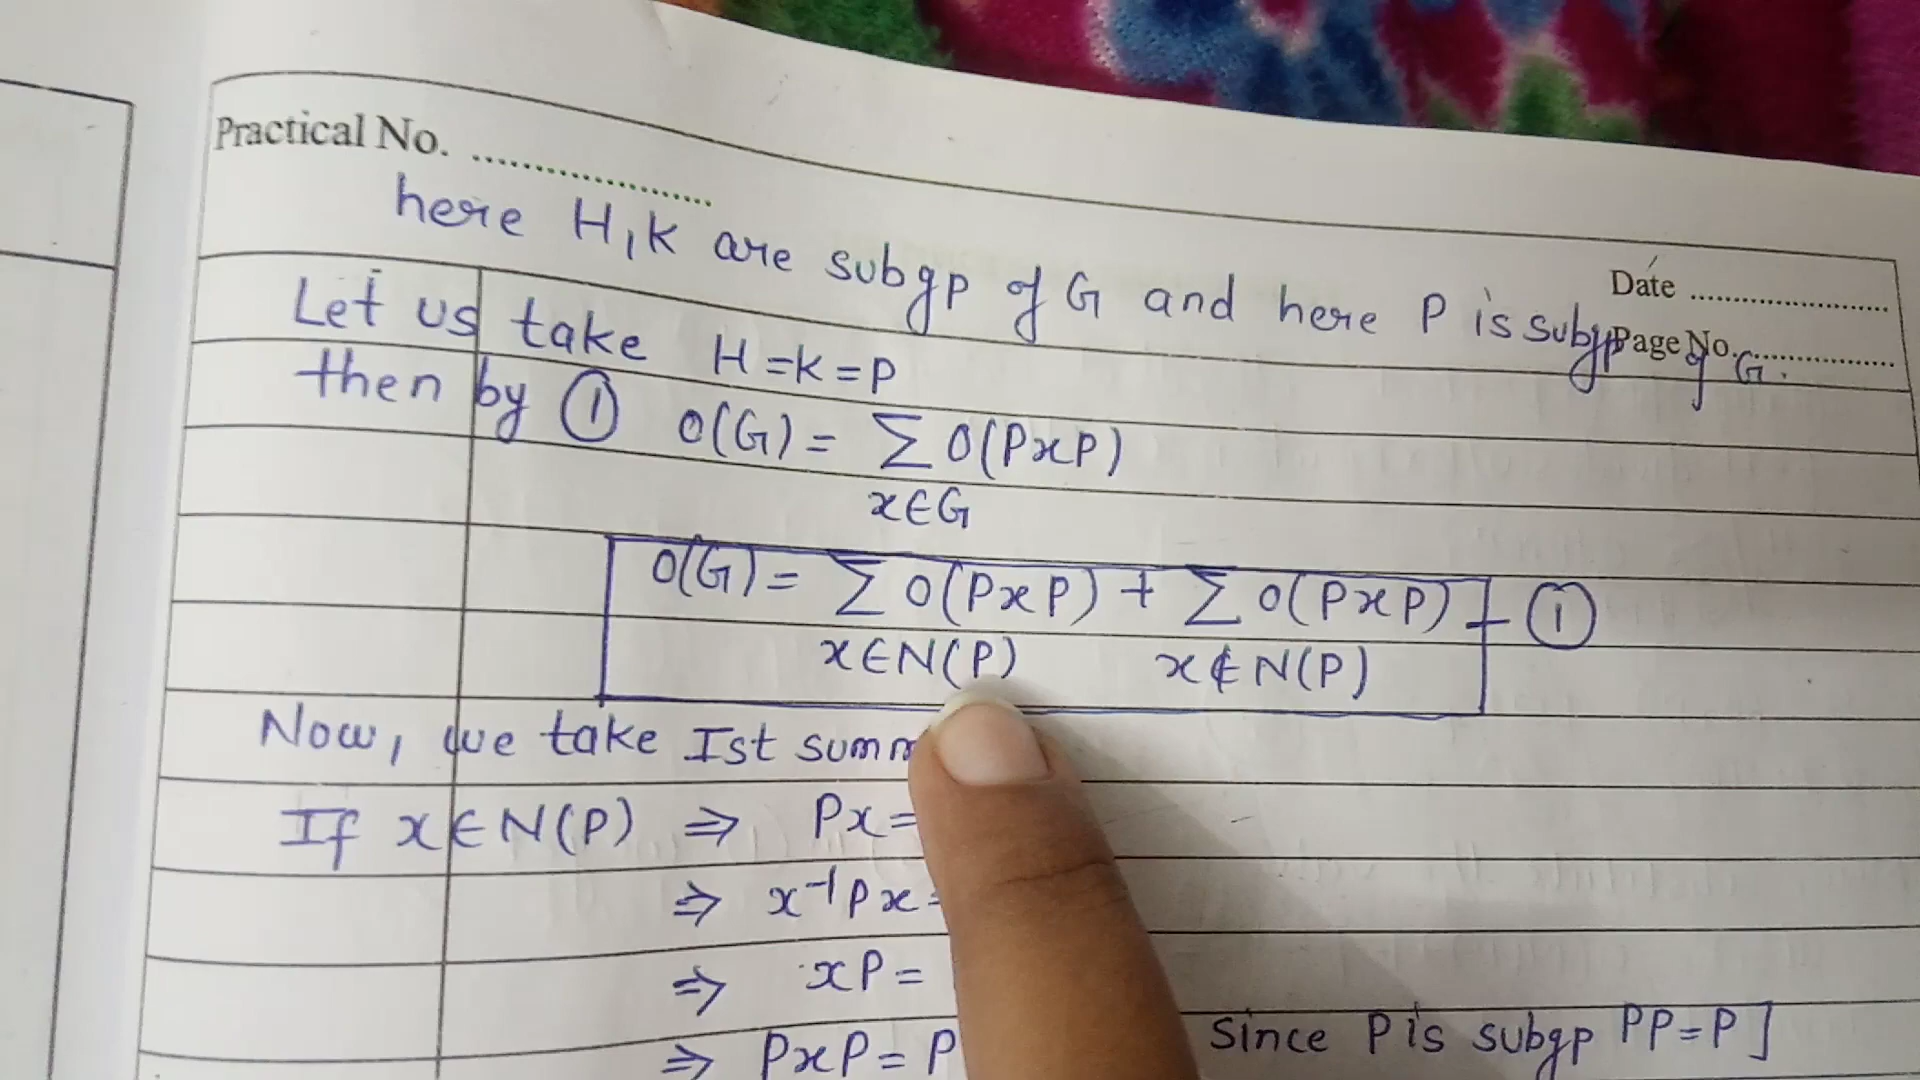 Practical No. ........................
Date ........................
Page No. ........................
here H,K are subgp of G and here P is subgp of G.
Let us take H=K=P
then by ① O(G) = Σ O(PxP)
x∈G
O(G) = Σ O(PxP) + Σ O(PxP) - ①
x∈N(P) x∉N(P)
Now, we take Ist
If x∈N(P) ⇒ Px=
⇒ x⁻¹Px=
⇒ xP=
⇒ PxP = P
Since P is subgp PP=P]